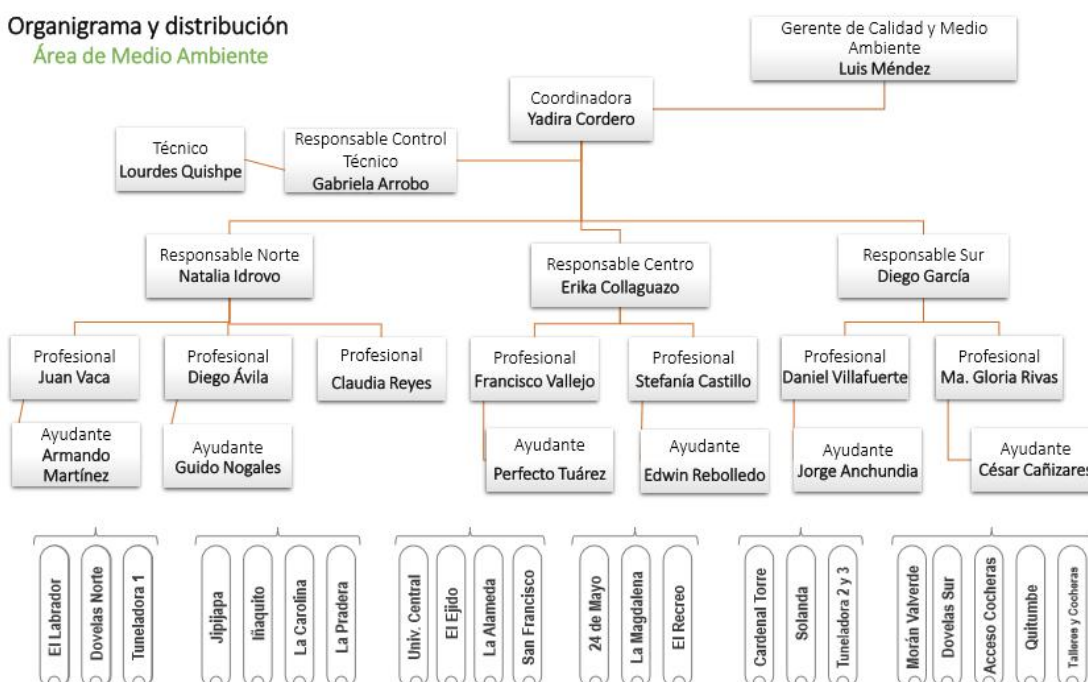 Organigrama y distribución
Área de Medio Ambiente
Gerente de Calidad y Medio
Ambiente
Luis Méndez
Coordinadora
Yadira Cordero
Técnico
Lourdes Quishpe
Responsable Control
Técnico
Gabriela Arrobo
Responsable Norte
Natalia Idrovo
Responsable Centro
Erika Collaguazo
Responsable Sur
Diego García
Profesional
Juan Vaca
Profesional
Diego Ávila
Profesional
Claudia Reyes
Profesional
Francisco Vallejo
Profesional
Stefanía Castillo
Profesional
Daniel Villafuerte
Profesional
Ma. Gloria Rivas
Ayudante
Armando
Martínez
Ayudante
Guido Nogales
Ayudante
Perfecto Tuárez
Ayudante
Edwin Rebolledo
Ayudante
Jorge Anchundia
Ayudante
César Cañizares
El Labrador
Dovelas Norte
Tuneladora 1
Jipijapa
Iñaquito
La Carolina
La Pradera
Univ. Central
El Ejido
La Alameda
San Francisco
24 de Mayo
La Magdalena
El Recreo
Cardenal Torre
Solanda
Tuneladora 2 y 3
Morán Valverde
Dovelas Sur
Acceso Cocheras
Quitumbe
Talleres y Cocheras